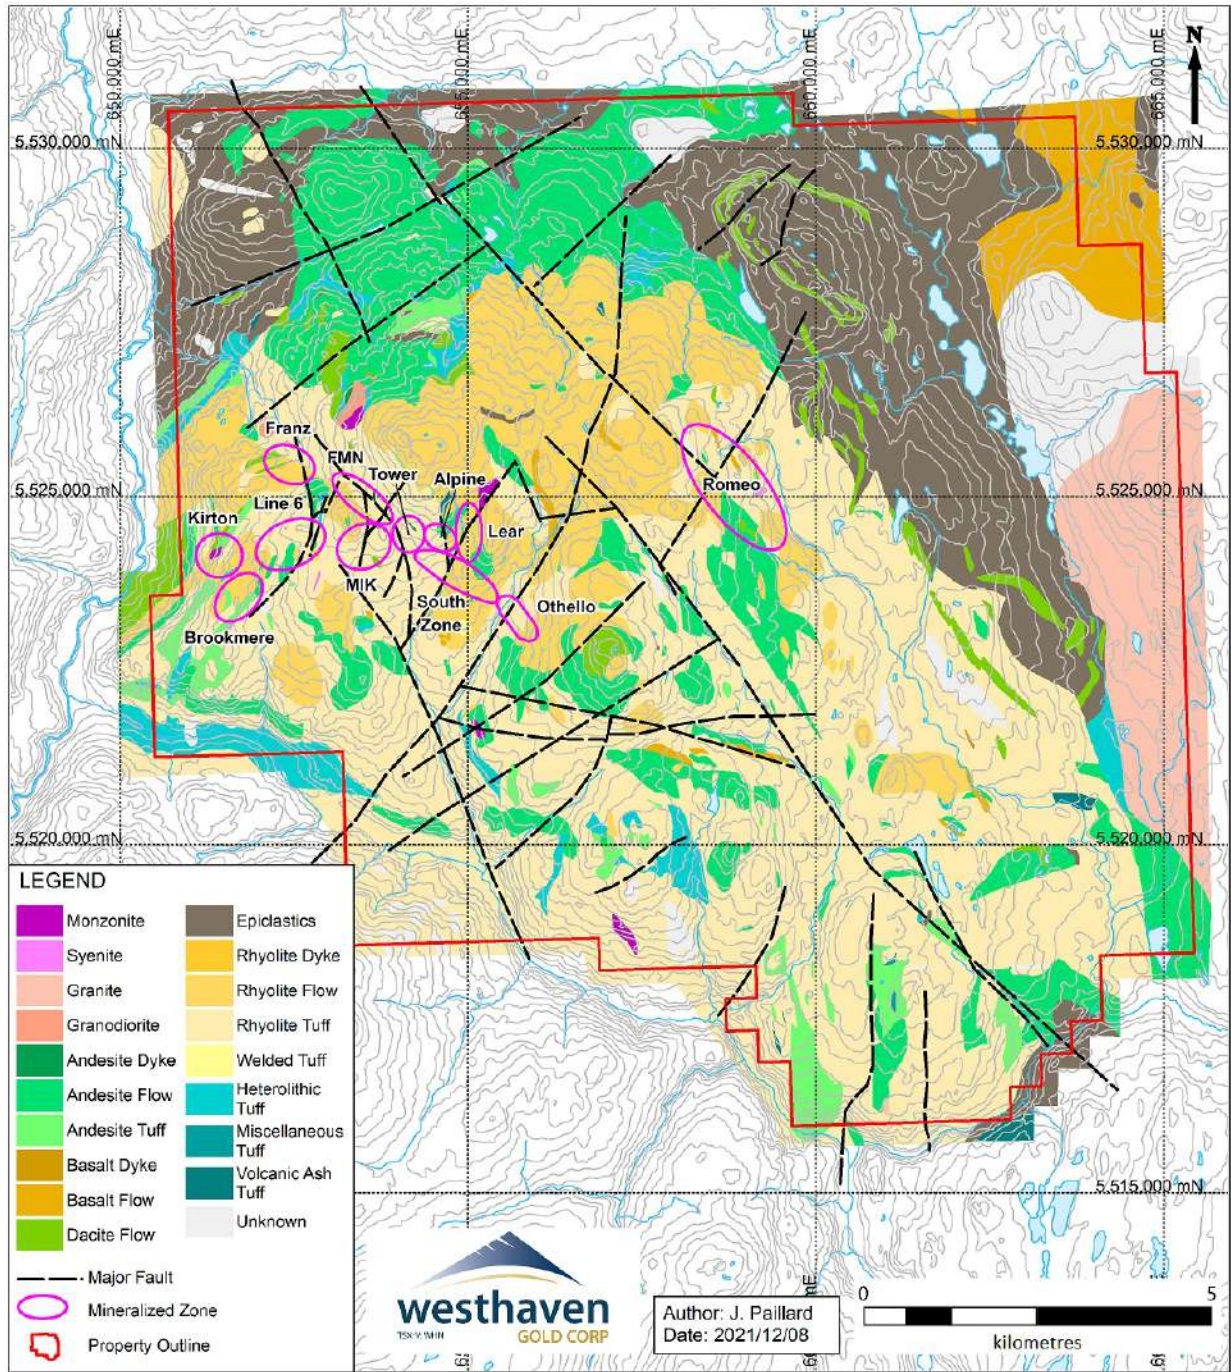 N
650,000 mE
655,000 mE
660,000 mE
665,000 mE
5,530,000 mN
5,530,000 mN
Franz
FMN
Tower
Alpine
5,525,000 mN
5,525,000 mN
Romeo
Line 6
Kirton
Lear
MIK
South
Zone
Othello
Brookmere
5,520,000 mN
5,520,000 mN
LEGEND
Monzonite
Syenite
Granite
Granodiorite
Andesite Dyke
Andesite Flow
Andesite Tuff
Basalt Dyke
Basalt Flow
Dacite Flow
Epiclastics
Rhyolite Dyke
Rhyolite Flow
Rhyolite Tuff
Welded Tuff
Heterolithic
Tuff
Miscellaneous
Tuff
Volcanic Ash
Tuff
Unknown
Major Fault
Mineralized Zone
Property Outline
5,515,000 mN
westhaven
TSX-V: WHN
GOLD CORP
Author: J. Paillard
Date: 2021/12/08
0
5
kilometres